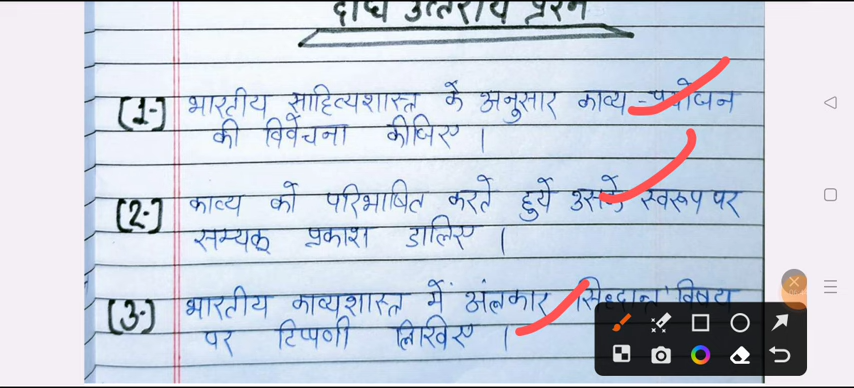 दीर्घ उत्तरीय प्रश्न
(1-) भारतीय साहित्यशास्त्र के अनुसार काव्य-प्रयोजन
की विवेचना कीजिए।
(2-) काव्य को परिभाषित करते हुये उसके स्वरूप पर
सम्यक् प्रकाश डालिए।
(3-) भारतीय काव्यशास्त्र में 'अंलकार सिद्धान्त' विषय
पर टिप्पणी लिखिए।